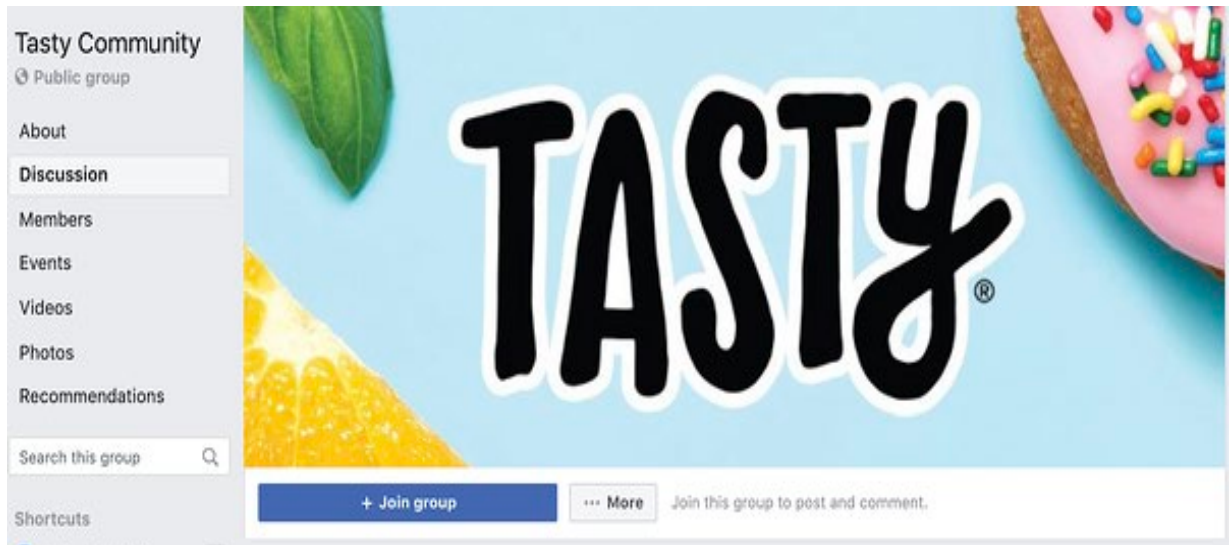 Tasty Community
Public group
About
Discussion
Members
Events
Videos
Photos
Recommendations
Search this group
Shortcuts
TASTY®
+ Join group
··· More
Join this group to post and comment.